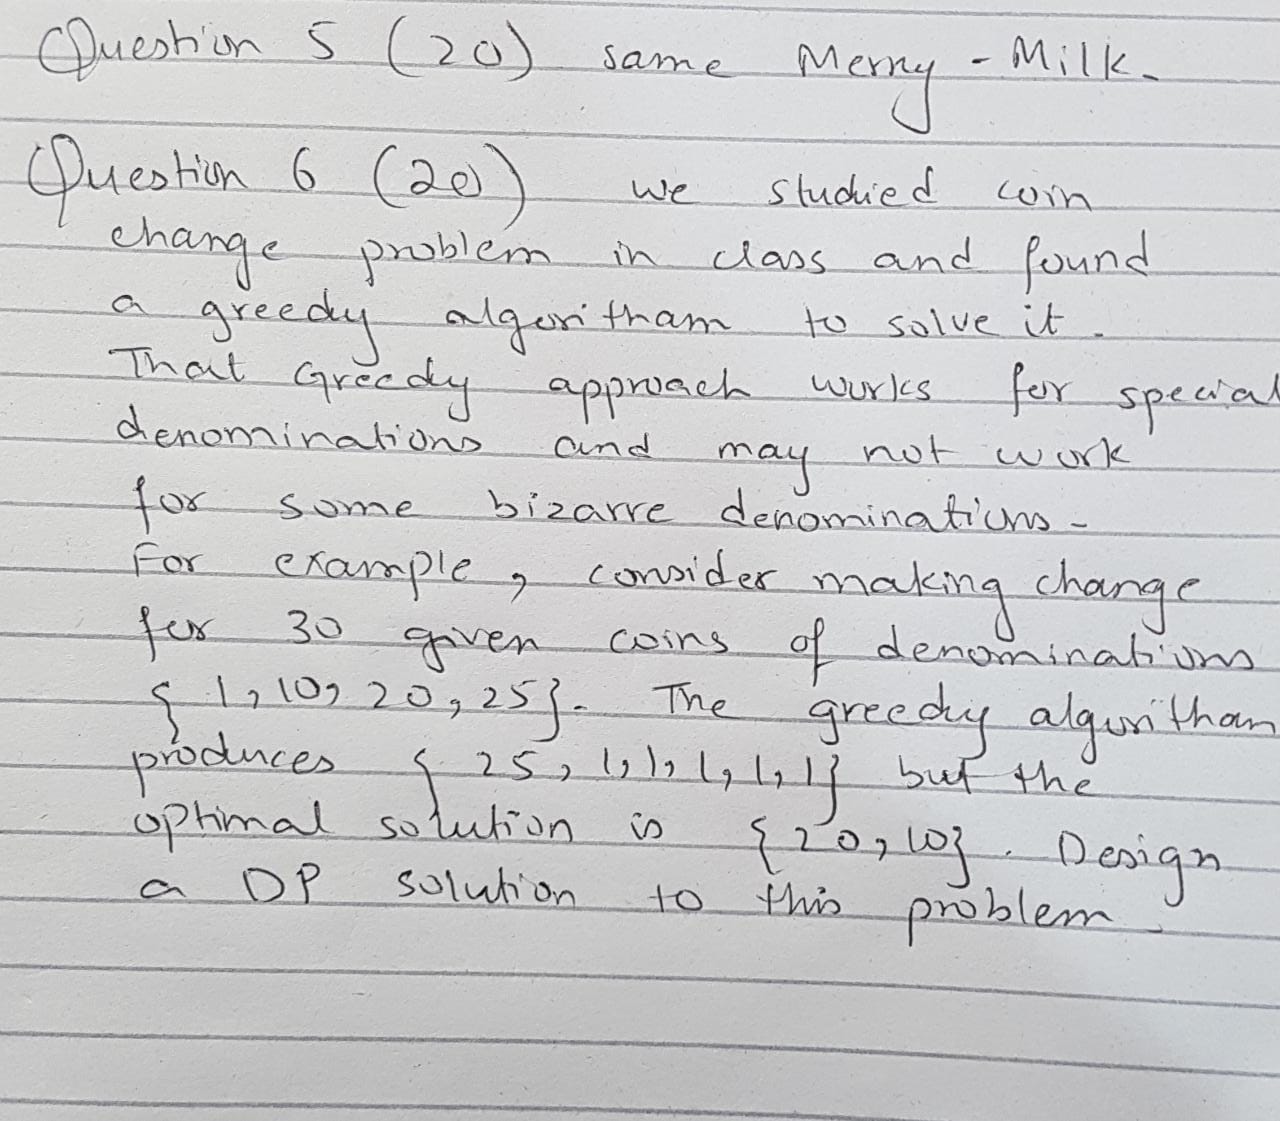 Question 5 (20) same Merry-Milk.
Question 6 (20) we studied coin
change problem in class and found
a greedy algoritham to solve it.
That Greedy approach works for special
denominations and may not work
for some bizarre denominations.
For example, consider making change
for 30 given coins of denominations
{1,10,20,25}. The greedy algoritham
produces {25,1,1,1,1,1} but the
optimal solution is {20,10}. Design
a DP solution to this problem.